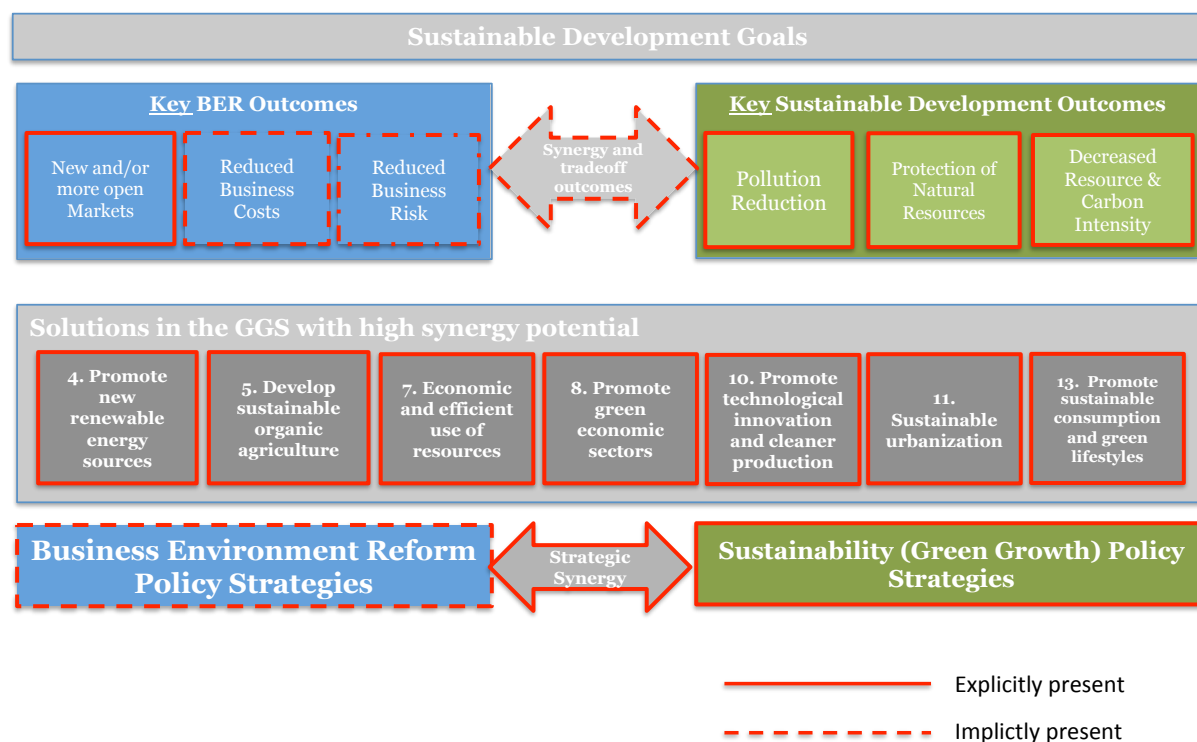 Sustainable Development Goals
Key BER Outcomes
New and/or
more open
Markets
Reduced
Business
Costs
Reduced
Business
Risk
Synergy and
tradeoff
outcomes
Key Sustainable Development Outcomes
Pollution
Reduction
Protection of
Natural
Resources
Decreased
Resource &
Carbon
Intensity
Solutions in the GGS with high synergy potential
4. Promote
new
renewable
energy
sources
5. Develop
sustainable
organic
agriculture
7. Economic
and efficient
use of
resources
8. Promote
green
economic
sectors
10. Promote
technological
innovation
and cleaner
production
11.
Sustainable
urbanization
13. Promote
sustainable
consumption
and green
lifestyles
Business Environment Reform
Policy Strategies
Strategic
Synergy
Sustainability (Green Growth) Policy
Strategies
Explicitly present
Implictly present